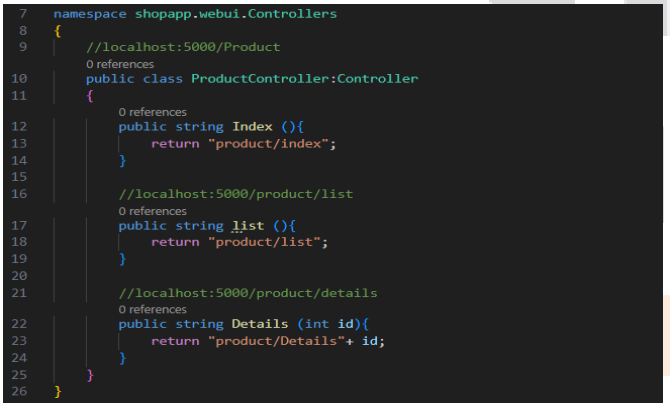 7 namespace shopapp.webui.Controllers
8 {
9 //localhost:5000/Product
0 references
10 public class ProductController:Controller
11 {
0 references
12 public string Index (){
13 return "product/index";
14 }
15
16 //localhost:5000/product/list
0 references
17 public string list (){
18 return "product/list";
19 }
20
21 //localhost:5000/product/details
0 references
22 public string Details (int id){
23 return "product/Details"+ id;
24 }
25 }
26 }